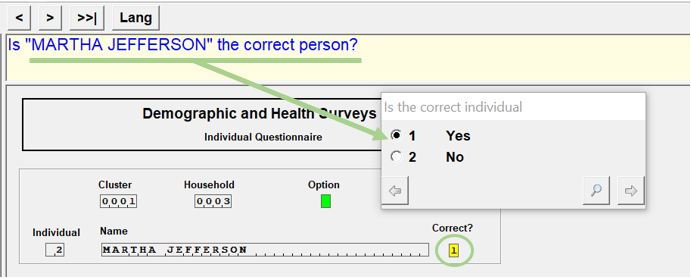 < > >>| Lang
Is "MARTHA JEFFERSON" the correct person?
Is the correct individual
Demographic and Health Surveys
Individual Questionnaire
1 Yes
2 No
Cluster Household Option
0001 0003
Individual Name Correct?
2 MARTHA JEFFERSON 1